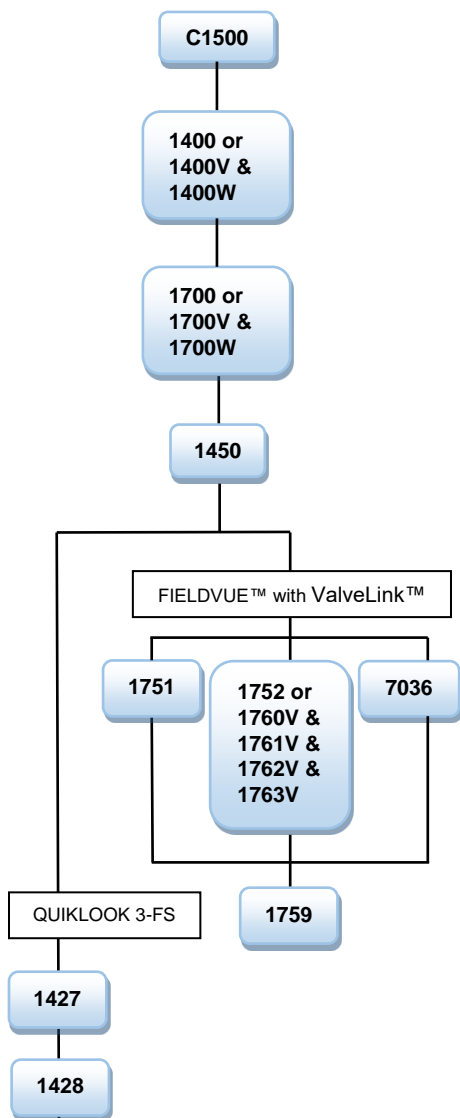 C1500
1400 or
1400V &
1400W
1700 or
1700V &
1700W
1450
FIELDVUE™ with ValveLink™
1751
1752 or
1760V &
1761V &
1762V &
1763V
7036
1759
QUIKLOOK 3-FS
1427
1428